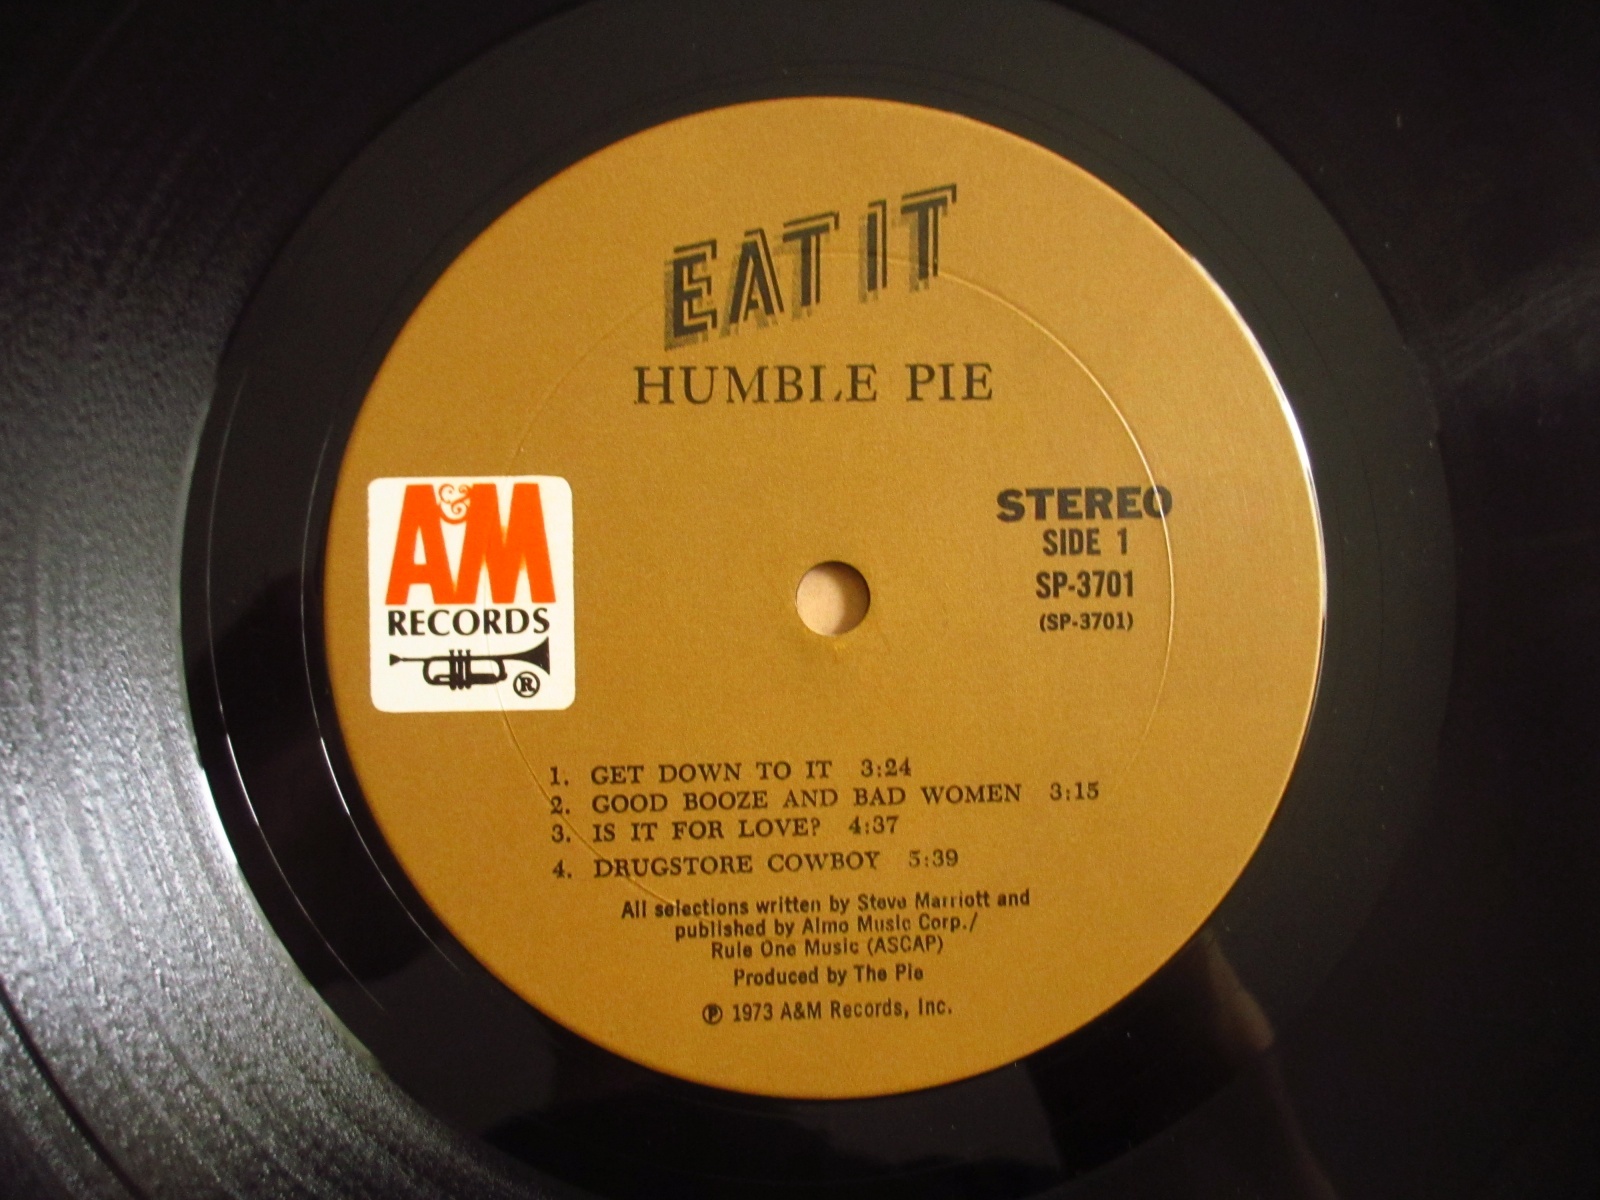 EAT IT
HUMBLE PIE
A&M
RECORDS
®
STEREO
SIDE 1
SP-3701
(SP-3701)
1. GET DOWN TO IT 3:24
2. GOOD BOOZE AND BAD WOMEN 3:15
3. IS IT FOR LOVE? 4:37
4. DRUGSTORE COWBOY 5:39
All selections written by Steve Marriott and
published by Almo Music Corp./
Rule One Music (ASCAP)
Produced by The Pie
℗ 1973 A&M Records, Inc.